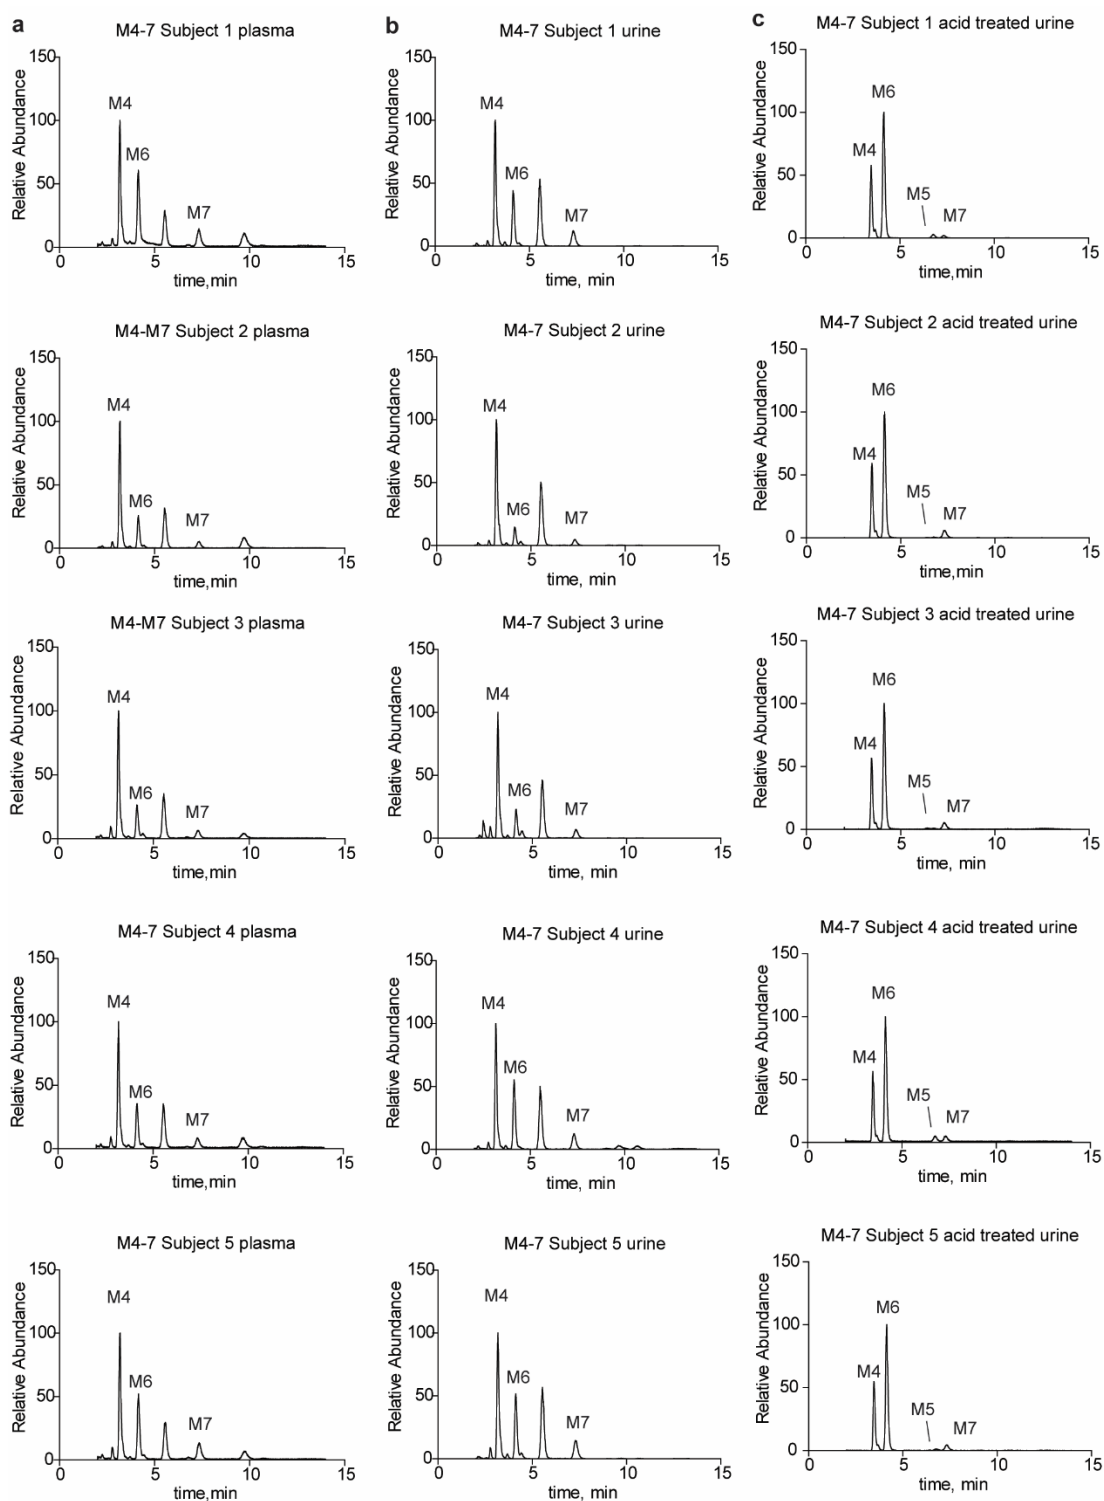 a
M4-7 Subject 1 plasma
150
100
50
0
0
5
10
15
Relative Abundance
time,min
M4
M6
M7
b
M4-7 Subject 1 urine
150
100
50
0
0
5
10
15
Relative Abundance
time, min
M4
M6
M7
c
M4-7 Subject 1 acid treated urine
150
100
50
0
0
5
10
15
Relative Abundance
time, min
M4
M6
M5
M7
M4-M7 Subject 2 plasma
150
100
50
0
0
5
10
15
Relative Abundance
time,min
M4
M6
M7
M4-7 Subject 2 urine
150
100
50
0
0
5
10
15
Relative Abundance
time, min
M4
M6
M7
M4-7 Subject 2 acid treated urine
150
100
50
0
0
5
10
15
Relative Abundance
time, min
M4
M6
M5
M7
M4-M7 Subject 3 plasma
150
100
50
0
0
5
10
15
Relative Abundance
time,min
M4
M6
M7
M4-7 Subject 3 urine
150
100
50
0
0
5
10
15
Relative Abundance
time, min
M4
M6
M7
M4-7 Subject 3 acid treated urine
150
100
50
0
0
5
10
15
Relative Abundance
time, min
M4
M6
M5
M7
M4-7 Subject 4 plasma
150
100
50
0
0
5
10
15
Relative Abundance
time,min
M4
M6
M7
M4-7 Subject 4 urine
150
100
50
0
0
5
10
15
Relative Abundance
time, min
M4
M6
M7
M4-7 Subject 4 acid treated urine
150
100
50
0
0
5
10
15
Relative Abundance
time, min
M4
M6
M5
M7
M4-7 Subject 5 plasma
150
100
50
0
0
5
10
15
Relative Abundance
time,min
M4
M6
M7
M4-7 Subject 5 urine
150
100
50
0
0
5
10
15
Relative Abundance
time, min
M4
M6
M7
M4-7 Subject 5 acid treated urine
150
100
50
0
0
5
10
15
Relative Abundance
time, min
M4
M6
M5
M7